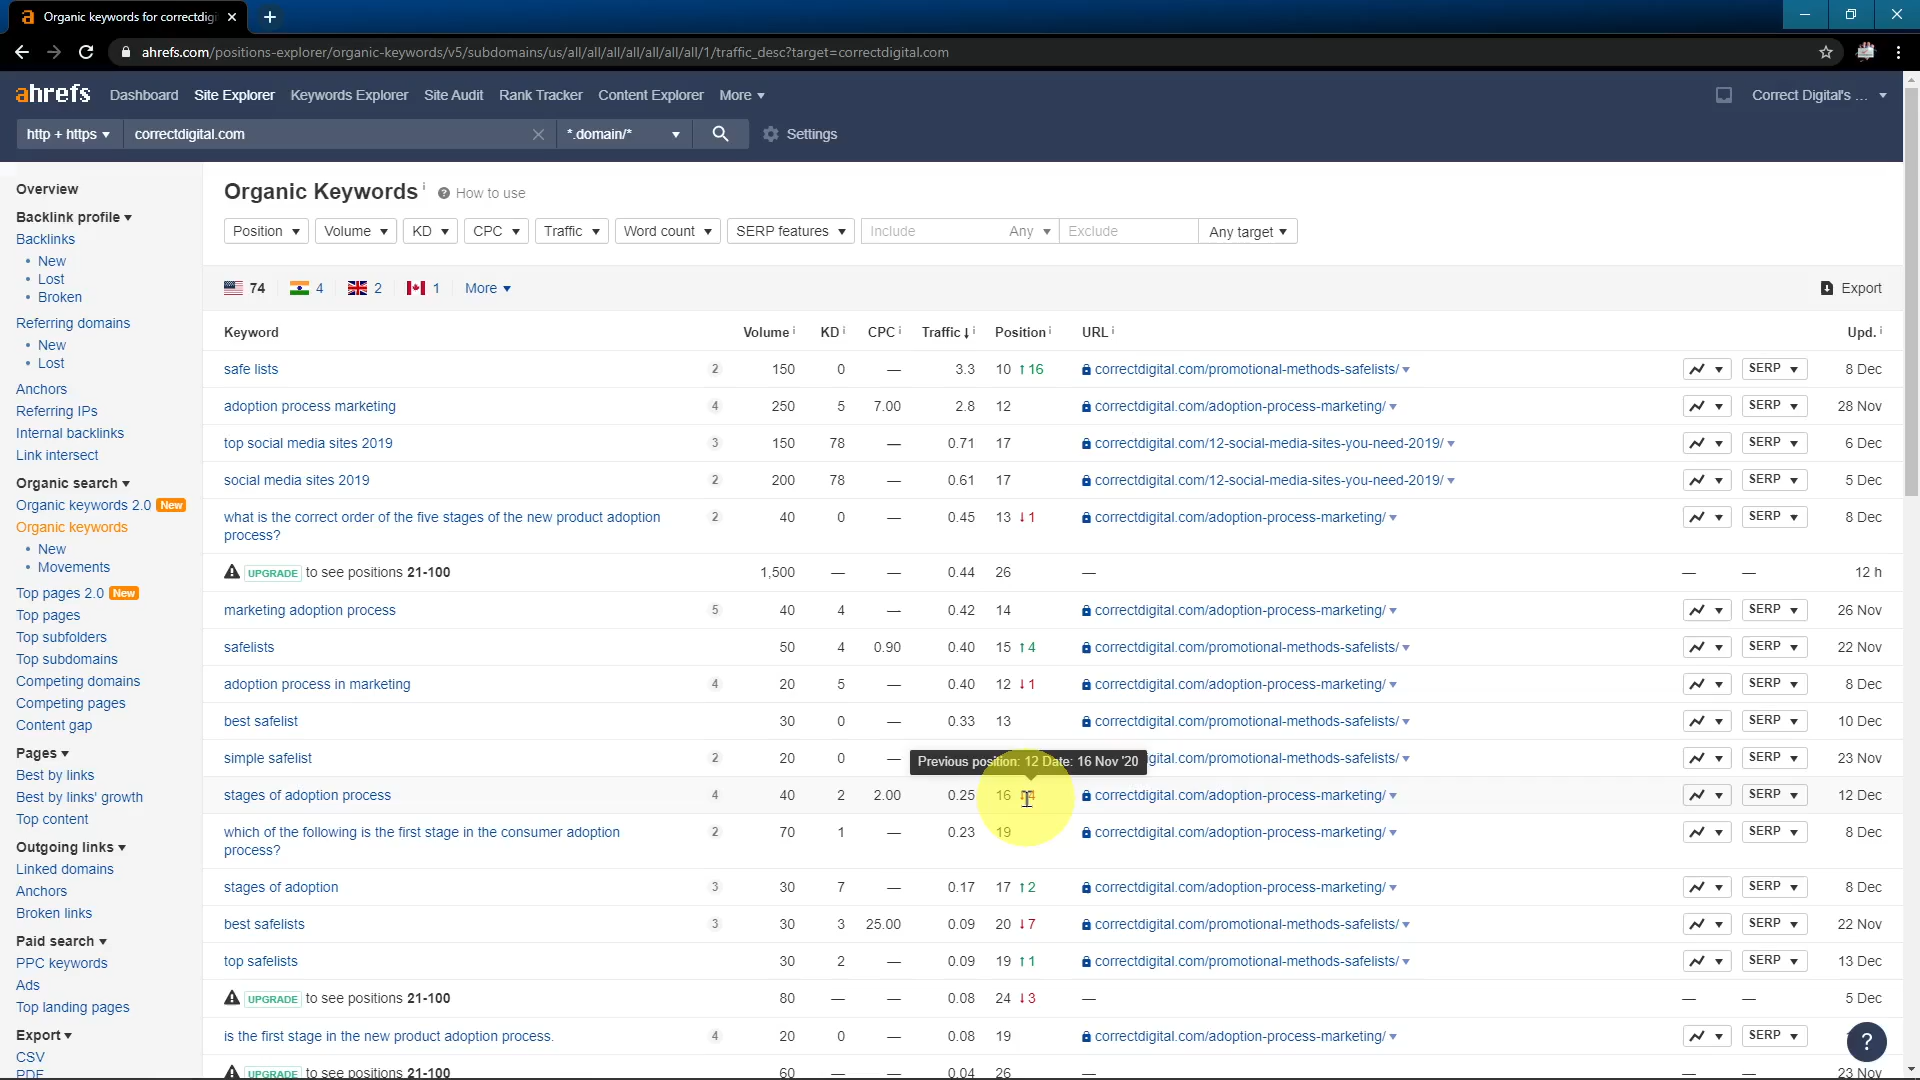 Organic keywords for correctdigi
ahrefs.com/positions-explorer/organic-keywords/v5/subdomains/us/all/all/all/all/all/all/all/1/traffic_desc?target=correctdigital.com
ahrefs Dashboard Site Explorer Keywords Explorer Site Audit Rank Tracker Content Explorer More Correct Digital's ...
http + https correctdigital.com *.domain/* Settings
Overview
Backlink profile
Backlinks
• New
• Lost
• Broken
Referring domains
• New
• Lost
Anchors
Referring IPs
Internal backlinks
Link intersect
Organic search
Organic keywords 2.0 New
Organic keywords
• New
• Movements
Top pages 2.0 New
Top pages
Top subfolders
Top subdomains
Competing domains
Competing pages
Content gap
Pages
Best by links
Best by links' growth
Top content
Outgoing links
Linked domains
Anchors
Broken links
Paid search
PPC keywords
Ads
Top landing pages
Export
CSV
PDF
Organic Keywords i ? How to use
Position Volume KD CPC Traffic Word count SERP features Include Any Exclude Any target
74 4 2 1 More Export
Keyword Volume i KD i CPC i Traffic ↓ i Position i URL i Upd. i
safe lists 2 150 0 — 3.3 10 ↑16 correctdigital.com/promotional-methods-safelists/ SERP 8 Dec
adoption process marketing 4 250 5 7.00 2.8 12 correctdigital.com/adoption-process-marketing/ SERP 28 Nov
top social media sites 2019 3 150 78 — 0.71 17 correctdigital.com/12-social-media-sites-you-need-2019/ SERP 6 Dec
social media sites 2019 2 200 78 — 0.61 17 correctdigital.com/12-social-media-sites-you-need-2019/ SERP 5 Dec
what is the correct order of the five stages of the new product adoption 2 40 0 — 0.45 13 ↓1 correctdigital.com/adoption-process-marketing/ SERP 8 Dec
process?
UPGRADE to see positions 21-100 1,500 — — 0.44 26 — — — 12 h
marketing adoption process 5 40 4 — 0.42 14 correctdigital.com/adoption-process-marketing/ SERP 26 Nov
safelists 50 4 0.90 0.40 15 ↑4 correctdigital.com/promotional-methods-safelists/ SERP 22 Nov
adoption process in marketing 4 20 5 — 0.40 12 ↓1 correctdigital.com/adoption-process-marketing/ SERP 8 Dec
best safelist 30 0 — 0.33 13 correctdigital.com/promotional-methods-safelists/ SERP 10 Dec
simple safelist 2 20 0 — Previous position: 12 Date: 16 Nov '20 gital.com/promotional-methods-safelists/ SERP 23 Nov
stages of adoption process 4 40 2 2.00 0.25 16 ↓4 correctdigital.com/adoption-process-marketing/ SERP 12 Dec
which of the following is the first stage in the consumer adoption 2 70 1 — 0.23 19 correctdigital.com/adoption-process-marketing/ SERP 8 Dec
process?
stages of adoption 3 30 7 — 0.17 17 ↑2 correctdigital.com/adoption-process-marketing/ SERP 8 Dec
best safelists 3 30 3 25.00 0.09 20 ↓7 correctdigital.com/promotional-methods-safelists/ SERP 22 Nov
top safelists 30 2 — 0.09 19 ↑1 correctdigital.com/promotional-methods-safelists/ SERP 13 Dec
UPGRADE to see positions 21-100 80 — — 0.08 24 ↓3 — — — 5 Dec
is the first stage in the new product adoption process. 4 20 0 — 0.08 19 correctdigital.com/adoption-process-marketing/ SERP ?
UPGRADE to see positions 21-100 60 — — 0.04 26 — — — 23 Nov